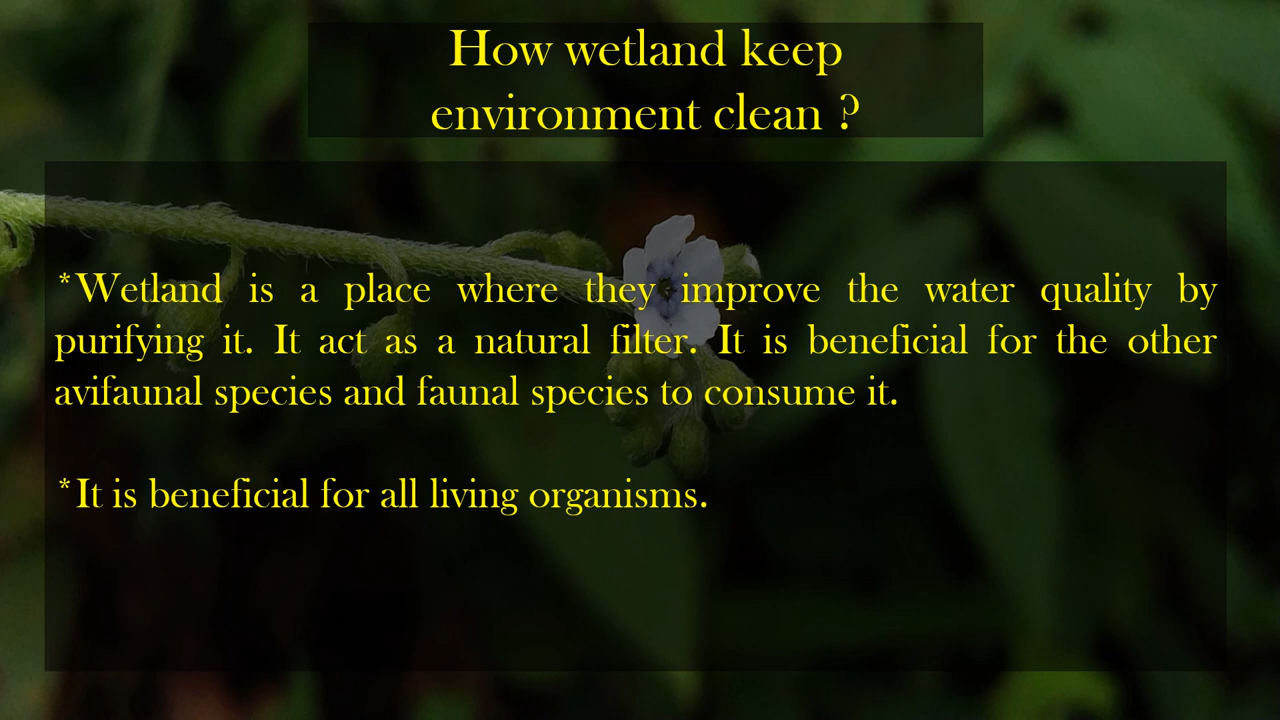 How wetland keep
environment clean ?
*Wetland is a place where they improve the water quality by
purifying it. It act as a natural filter. It is beneficial for the other
avifaunal species and faunal species to consume it.
*It is beneficial for all living organisms.